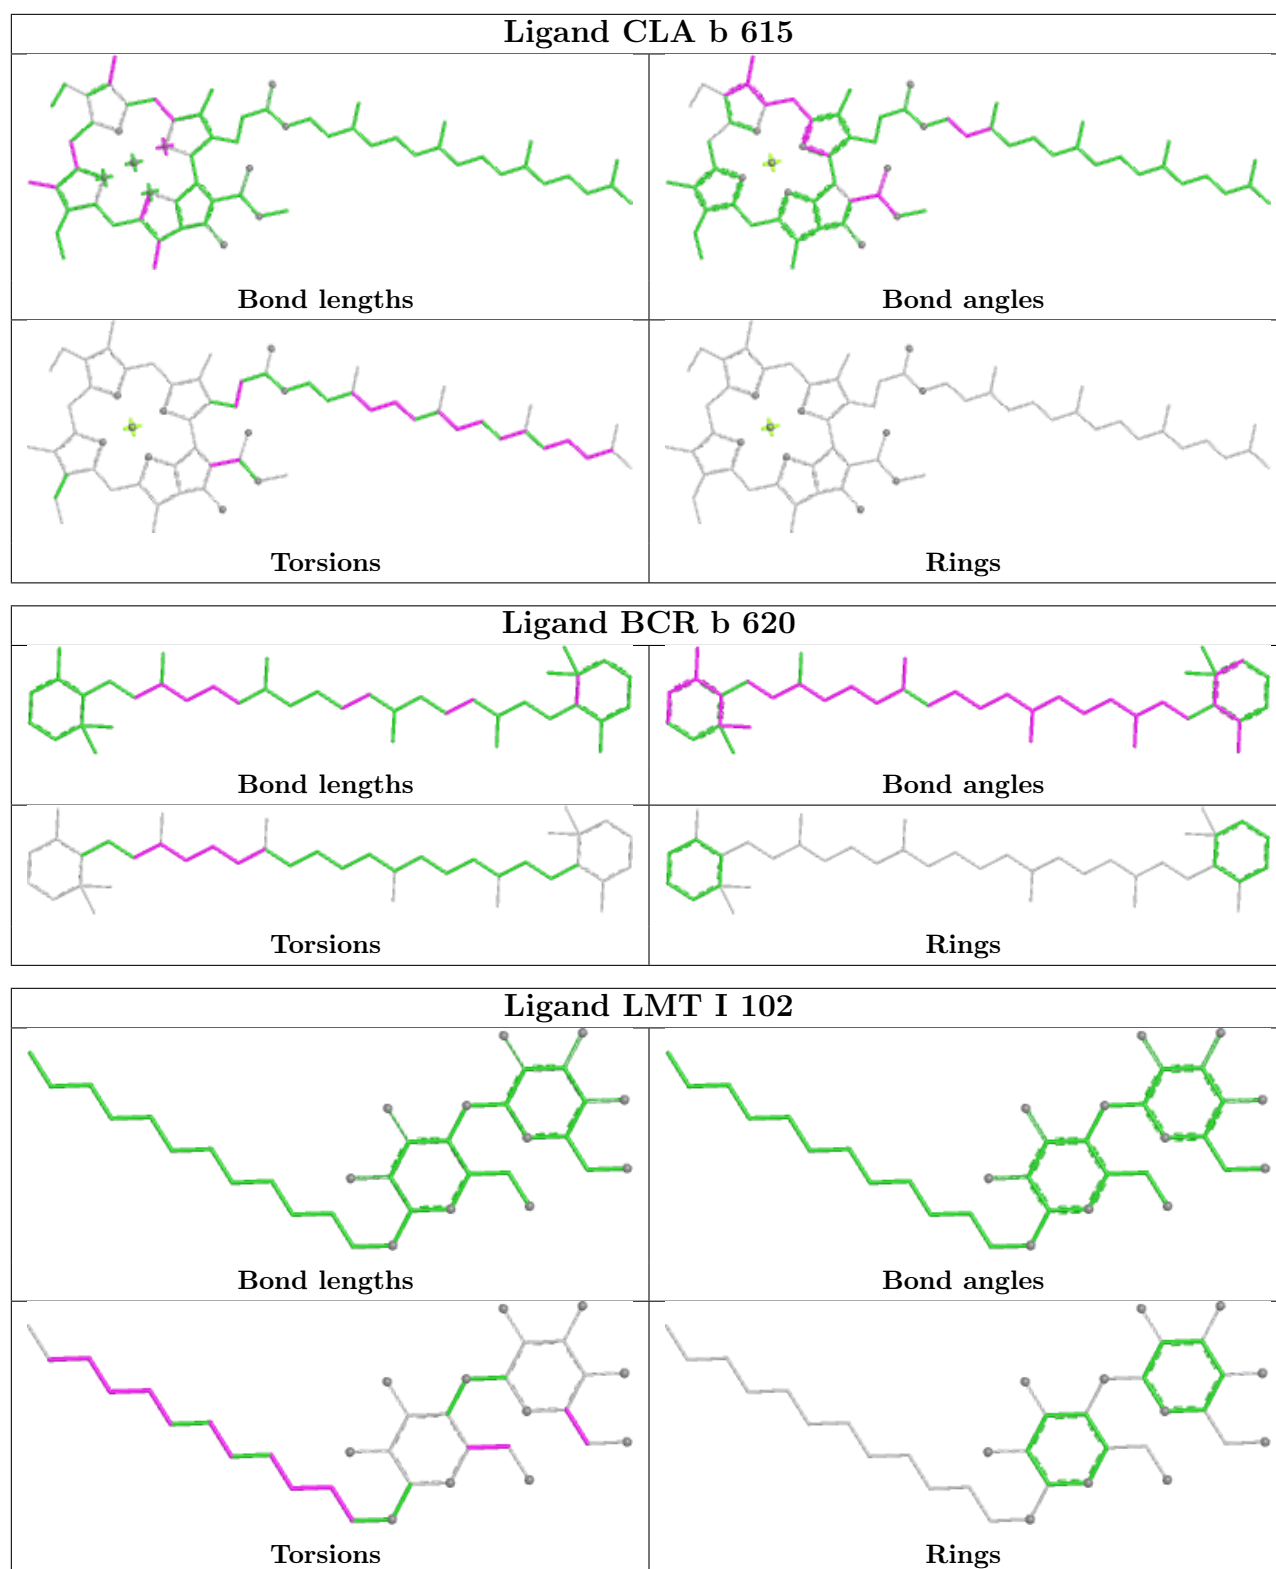 Ligand CLA b 615
Bond lengths
Bond angles
Torsions
Rings
Ligand BCR b 620
Bond lengths
Bond angles
Torsions
Rings
Ligand LMT I 102
Bond lengths
Bond angles
Torsions
Rings